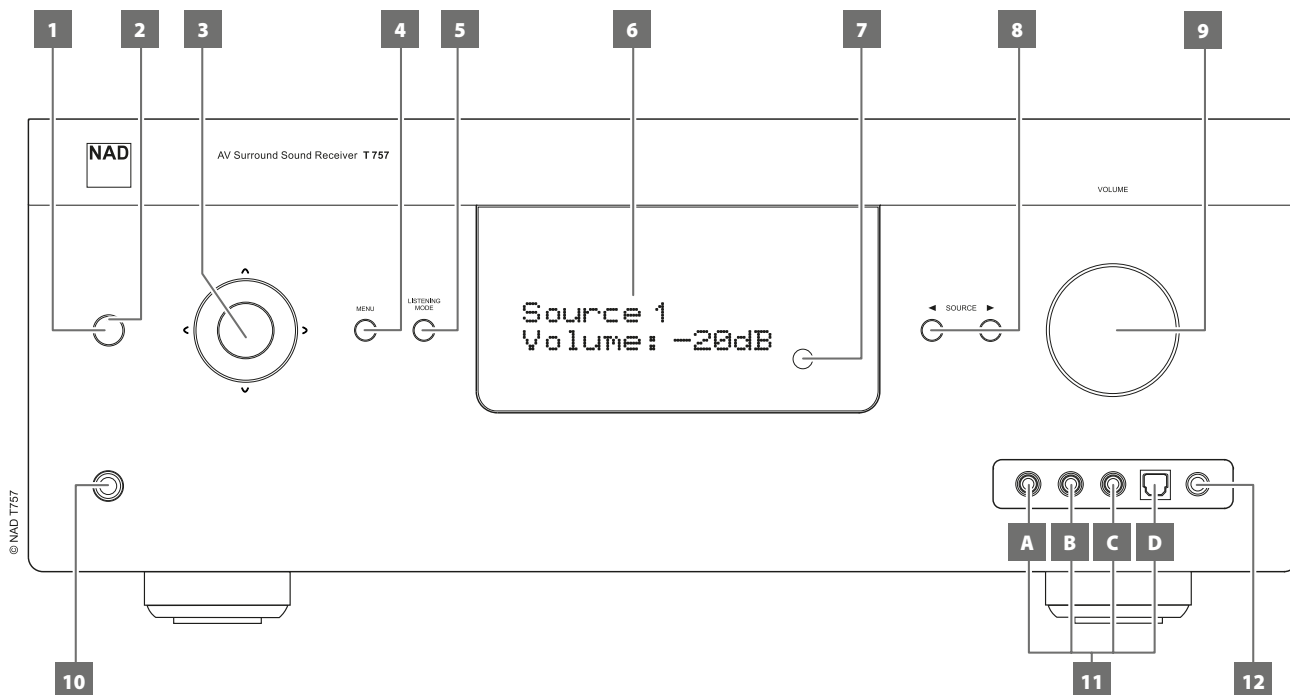 1 2 3 4 5 6 7 8 9
NAD
AV Surround Sound Receiver T 757
VOLUME
LISTENING
MODE
MENU
◄ SOURCE ►
Source 1
Volume: -20dB
© NAD T757
A B C D
10 11 12